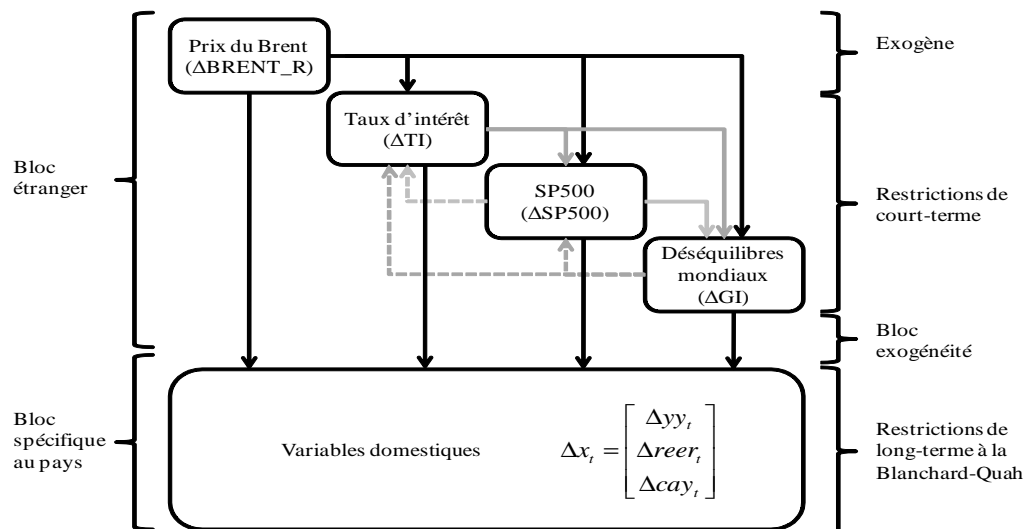 Prix du Brent
(ΔBRENT_R)
Exogène
Taux d'intérêt
(ΔTI)
Bloc
étranger
SP500
(ΔSP500)
Restrictions de
court-terme
Déséquilibres
mondiaux
(ΔGI)
Bloc
exogénéité
Bloc
spécifique
au pays
Variables domestiques
Δx_t = [Δyy_t
Δreer_t
Δcay_t]
Restrictions de
long-terme à la
Blanchard-Quah